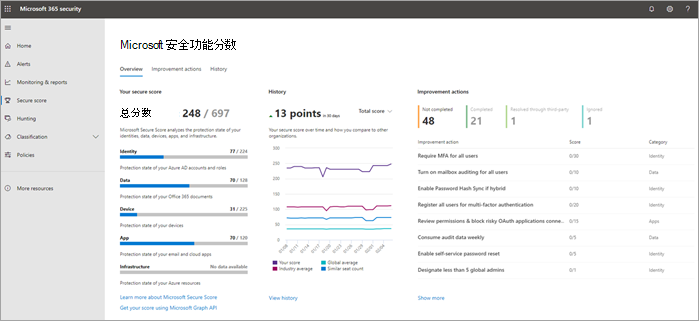 Microsoft 365 security
Home
Alerts
Monitoring & reports
Secure score
Hunting
Classification
Policies
More resources
Microsoft 安全功能分数
Overview Improvement actions History
Your secure score
总分数 248 / 697
Microsoft Secure Score analyzes the protection state of your
identities, data, devices, apps, and infrastructure.
Identity 77 / 224
Protection state of your Azure AD accounts and roles
Data 70 / 128
Protection state of your Office 365 documents
Device 31 / 225
Protection state of your devices
App 70 / 120
Protection state of your email and cloud apps
Infrastructure No data available
Protection state of your Azure resources
Learn more about Microsoft Secure Score
Get your score using Microsoft Graph API
History
13 points in 30 days Total score
Your secure score over time and how you compare to other
organizations.
300
250
200
150
100
50
0
Your score Global average
Industry average Similar seat count
View history
Improvement actions
Not completed Completed Resolved through third-party Ignored
48 21 1 1
Improvement action Score Category
Require MFA for all users 0/30 Identity
Turn on mailbox auditing for all users 0/10 Data
Enable Password Hash Sync if hybrid 0/10 Identity
Register all users for multi-factor authentication 0/20 Identity
Review permissions & block risky OAuth applications conne... 0/15 Apps
Consume audit data weekly 0/5 Data
Enable self-service password reset 0/5 Identity
Designate less than 5 global admins 0/1 Identity
Show more